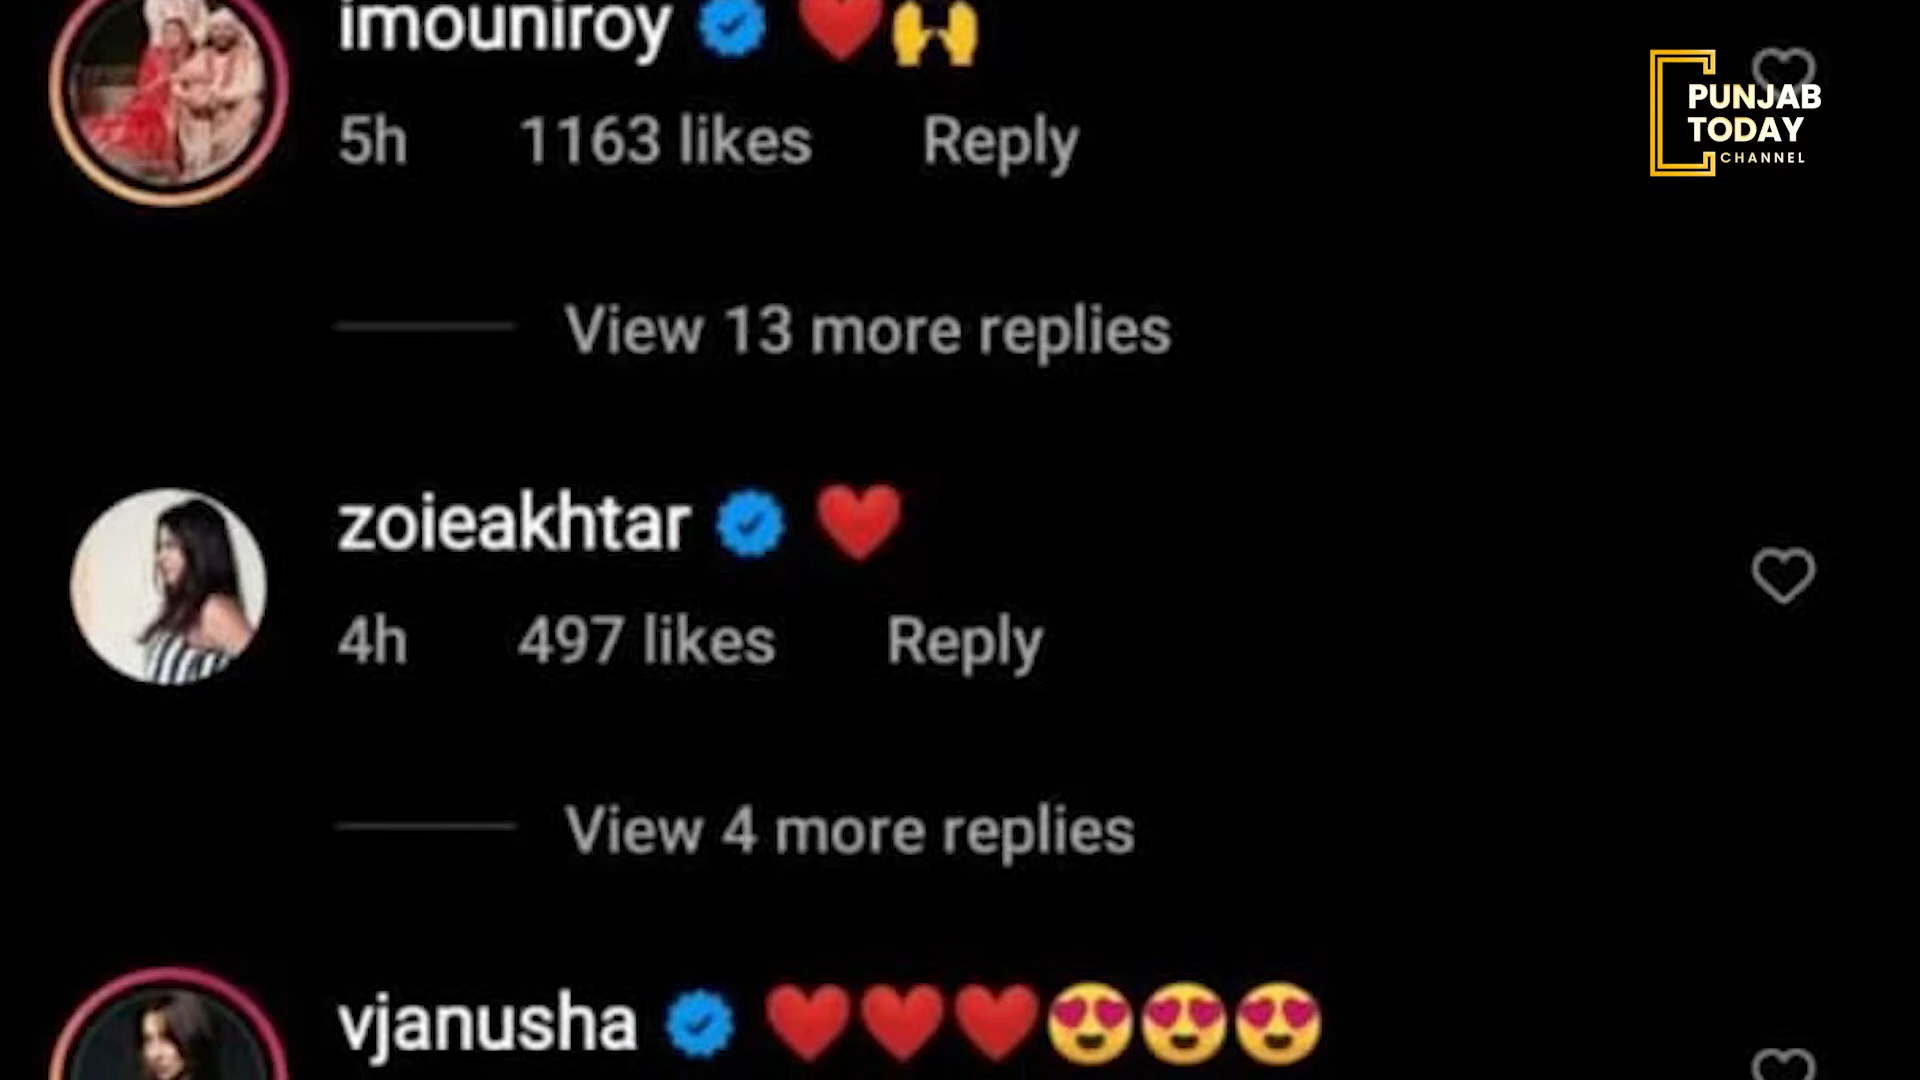 imouniroy ❤️🙌
PUNJAB
TODAY
CHANNEL
5h 1163 likes Reply
View 13 more replies
zoieakhtar ❤️
4h 497 likes Reply
View 4 more replies
vjanusha ❤️❤️❤️😍😍😍